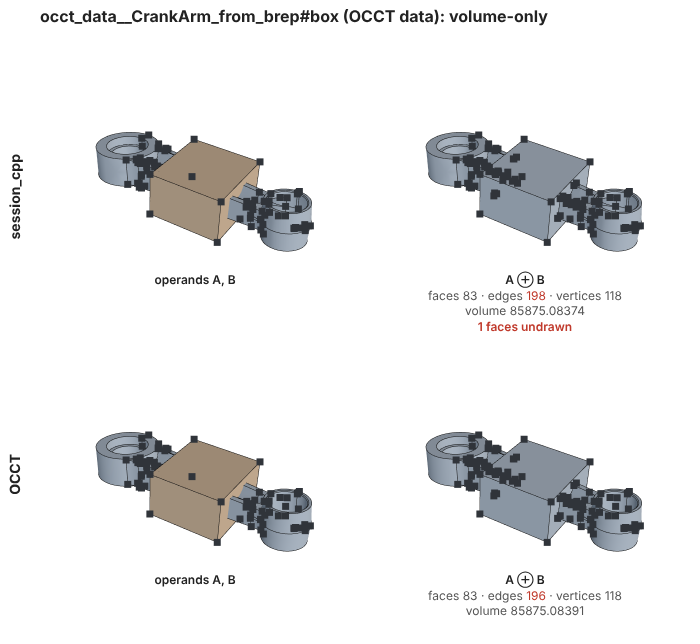 occt_data__CrankArm_from_brep#box (OCCT data): volume-only
session_cpp
operands A, B
A ⊕ B
faces 83 · edges 198 · vertices 118
volume 85875.08374
1 faces undrawn
OCCT
operands A, B
A ⊕ B
faces 83 · edges 196 · vertices 118
volume 85875.08391